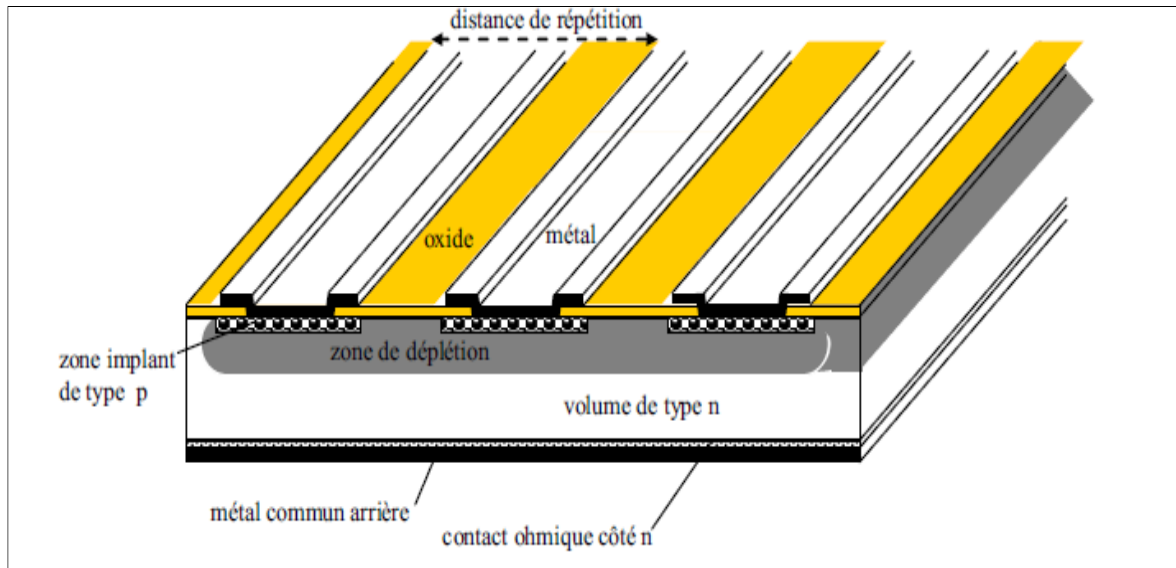 distance de répétition
oxide
métal
zone de déplétion
zone implant
de type p
volume de type n
métal commun arrière
contact ohmique côté n